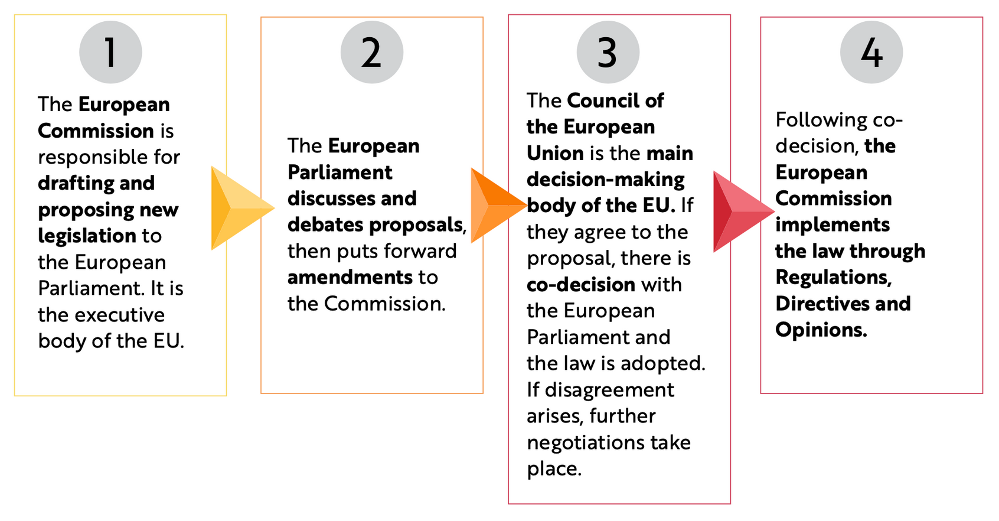 1
The European
Commission is
responsible for
drafting and
proposing new
legislation to
the European
Parliament. It is
the executive
body of the EU.
2
The European
Parliament
discusses and
debates proposals,
then puts forward
amendments to
the Commission.
3
The Council of
the European
Union is the main
decision-making
body of the EU. If
they agree to the
proposal, there is
co-decision with
the European
Parliament and
the law is adopted.
If disagreement
arises, further
negotiations take
place.
4
Following co-
decision, the
European
Commission
implements
the law through
Regulations,
Directives and
Opinions.